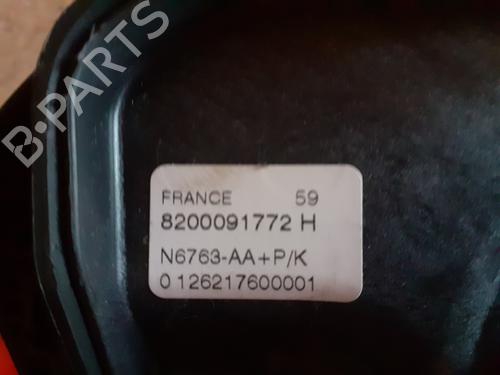 B-PARTS
FRANCE 59
8200091772 H
N6763-AA+P/K
0 126217600001